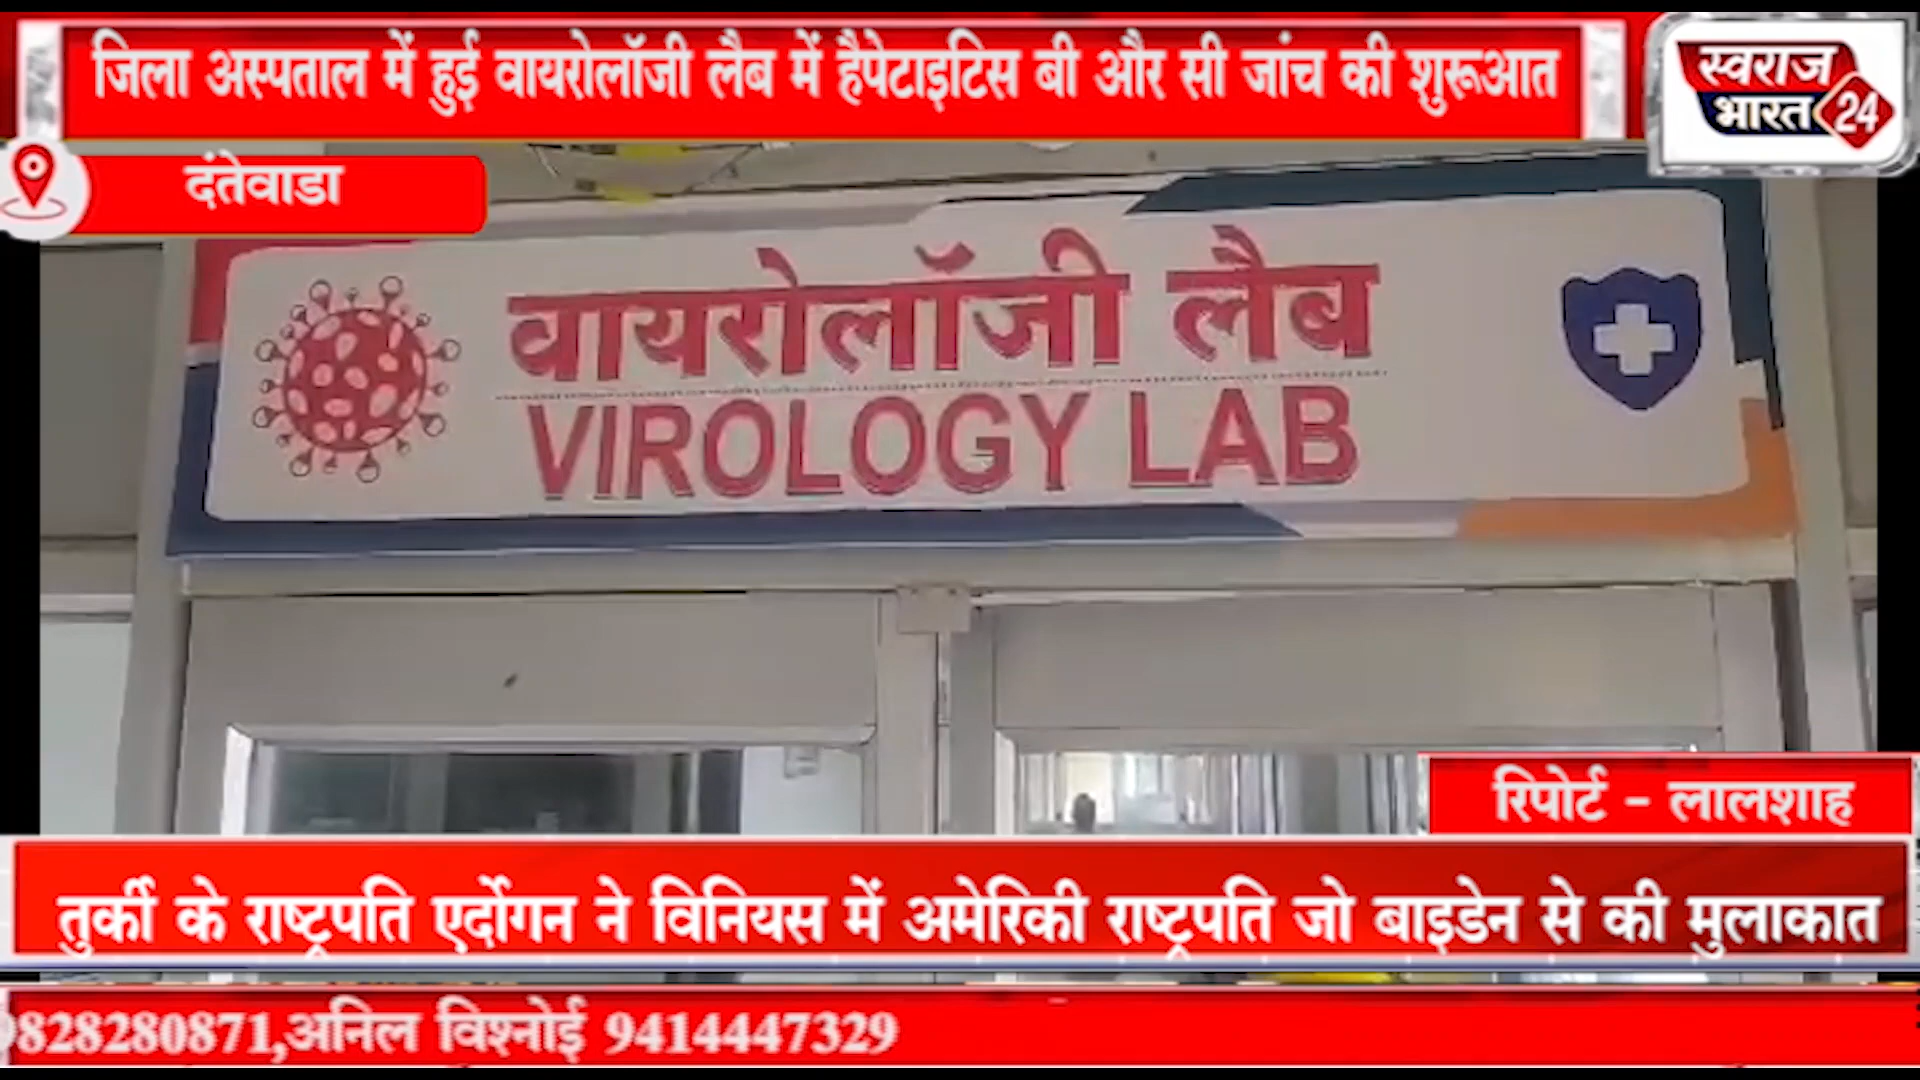 जिला अस्पताल में हुई वायरोलॉजी लैब में हैपेटाइटिस बी और सी जांच की शुरूआत
स्वराज
भारत 24
दंतेवाडा
वायरोलॉजी लैब
VIROLOGY LAB
रिपोर्ट - लालशाह
तुर्की के राष्ट्रपति एर्दोगन ने विनियस में अमेरिकी राष्ट्रपति जो बाइडेन से की मुलाकात
9828280871,अनिल विश्नोई 9414447329